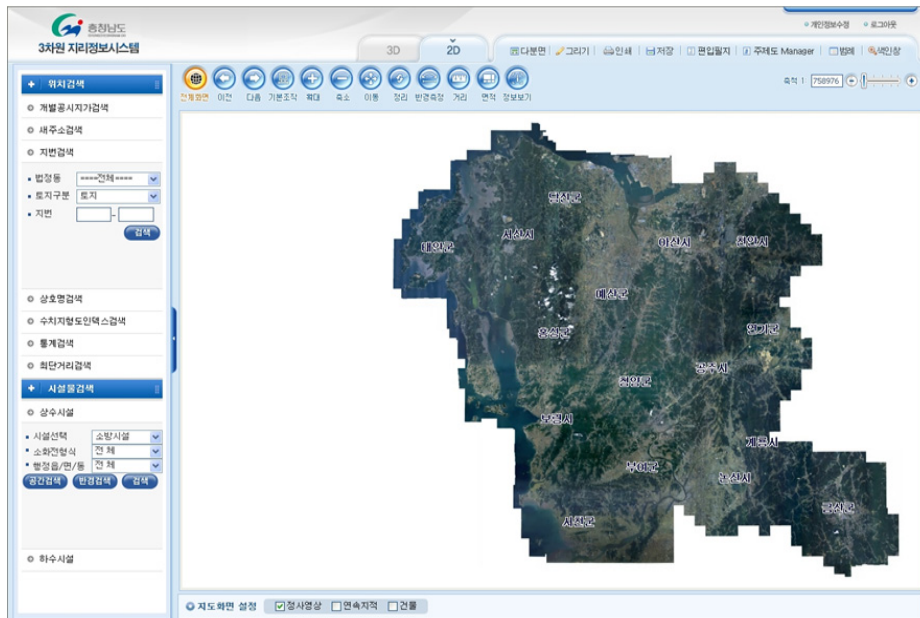 충청남도
3차원 지리정보시스템
개인정보수정
로그아웃
3D
2D
다분면
그리기
인쇄
저장
편입필지
주제도 Manager
범례
색인창
위치검색
개별공시지가검색
새주소검색
지번검색
법정동
====전체====
토지구분
토지
지번
-
검색
상호명검색
수치지형도인덱스검색
통계검색
최단거리검색
시설물검색
상수시설
시설선택
소방시설
소화전형식
전 체
행정읍/면/동
전 체
공간검색
반경검색
검색
하수시설
전체화면
이전
다음
기본조작
확대
축소
이동
정리
반경측정
거리
면적
정보보기
축척 1
758976
당진군
태안군
서산시
아산시
천안시
예산군
홍성군
연기군
공주시
청양군
보령시
계룡시
부여군
논산시
서천군
금산군
지도화면 설정
정사영상
연속지적
건물